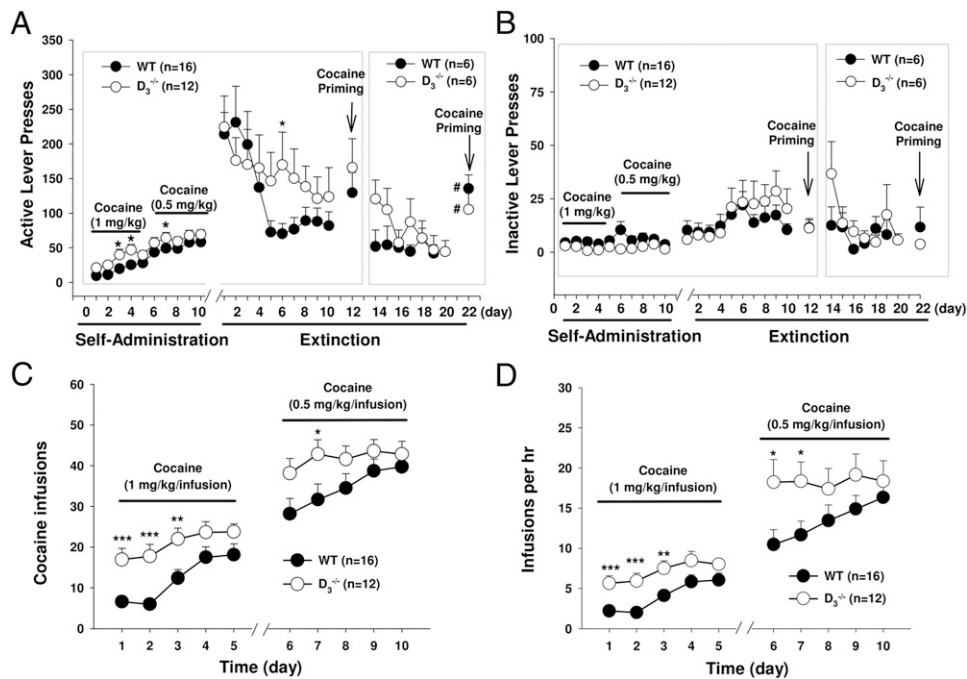 A
350
300
250
200
150
100
50
0
Active Lever Presses
WT (n=16)
D3-/- (n=12)
WT (n=6)
D3-/- (n=6)
Cocaine
Priming
Cocaine
Priming
Cocaine
(1 mg/kg)
Cocaine
(0.5 mg/kg)
* * * *
#
#
0 2 4 6 8 10 2 4 6 8 10 12 14 16 18 20 22 (day)
Self-Administration Extinction
B
100
75
50
25
0
Inactive Lever Presses
WT (n=16)
D3-/- (n=12)
WT (n=6)
D3-/- (n=6)
Cocaine
Priming
Cocaine
Priming
Cocaine
(1 mg/kg)
Cocaine
(0.5 mg/kg)
0 2 4 6 8 10 2 4 6 8 10 12 14 16 18 20 22 (day)
Self-Administration Extinction
C
60
50
40
30
20
10
0
Cocaine infusions
Cocaine
(1 mg/kg/infusion)
Cocaine
(0.5 mg/kg/infusion)
*** *** ** *
WT (n=16)
D3-/- (n=12)
1 2 3 4 5 6 7 8 9 10
Time (day)
D
30
25
20
15
10
5
0
Infusions per hr
Cocaine
(1 mg/kg/infusion)
Cocaine
(0.5 mg/kg/infusion)
*** *** ** * *
WT (n=16)
D3-/- (n=12)
1 2 3 4 5 6 7 8 9 10
Time (day)